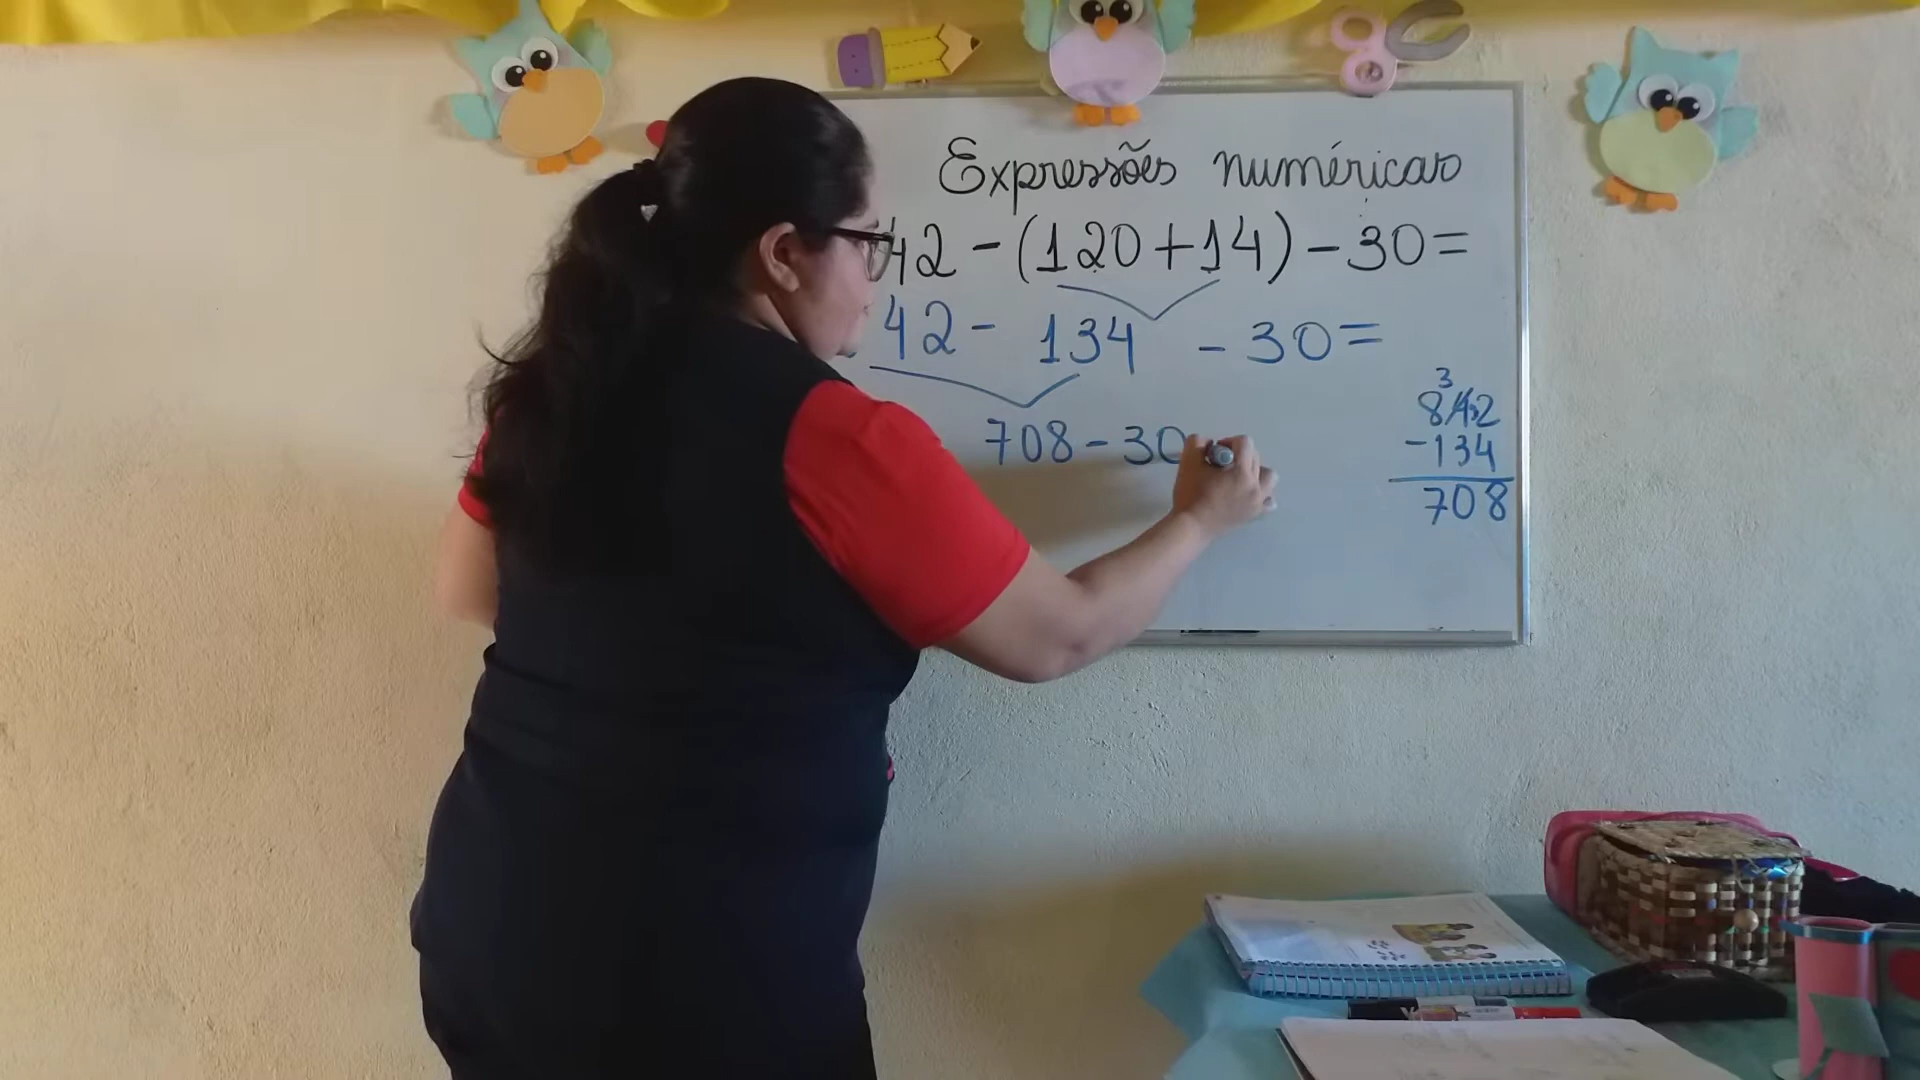 Expressões numéricas
42 - (120 + 14) - 30 =
42 - 134 - 30 =
708 - 30
3
842
- 134
708